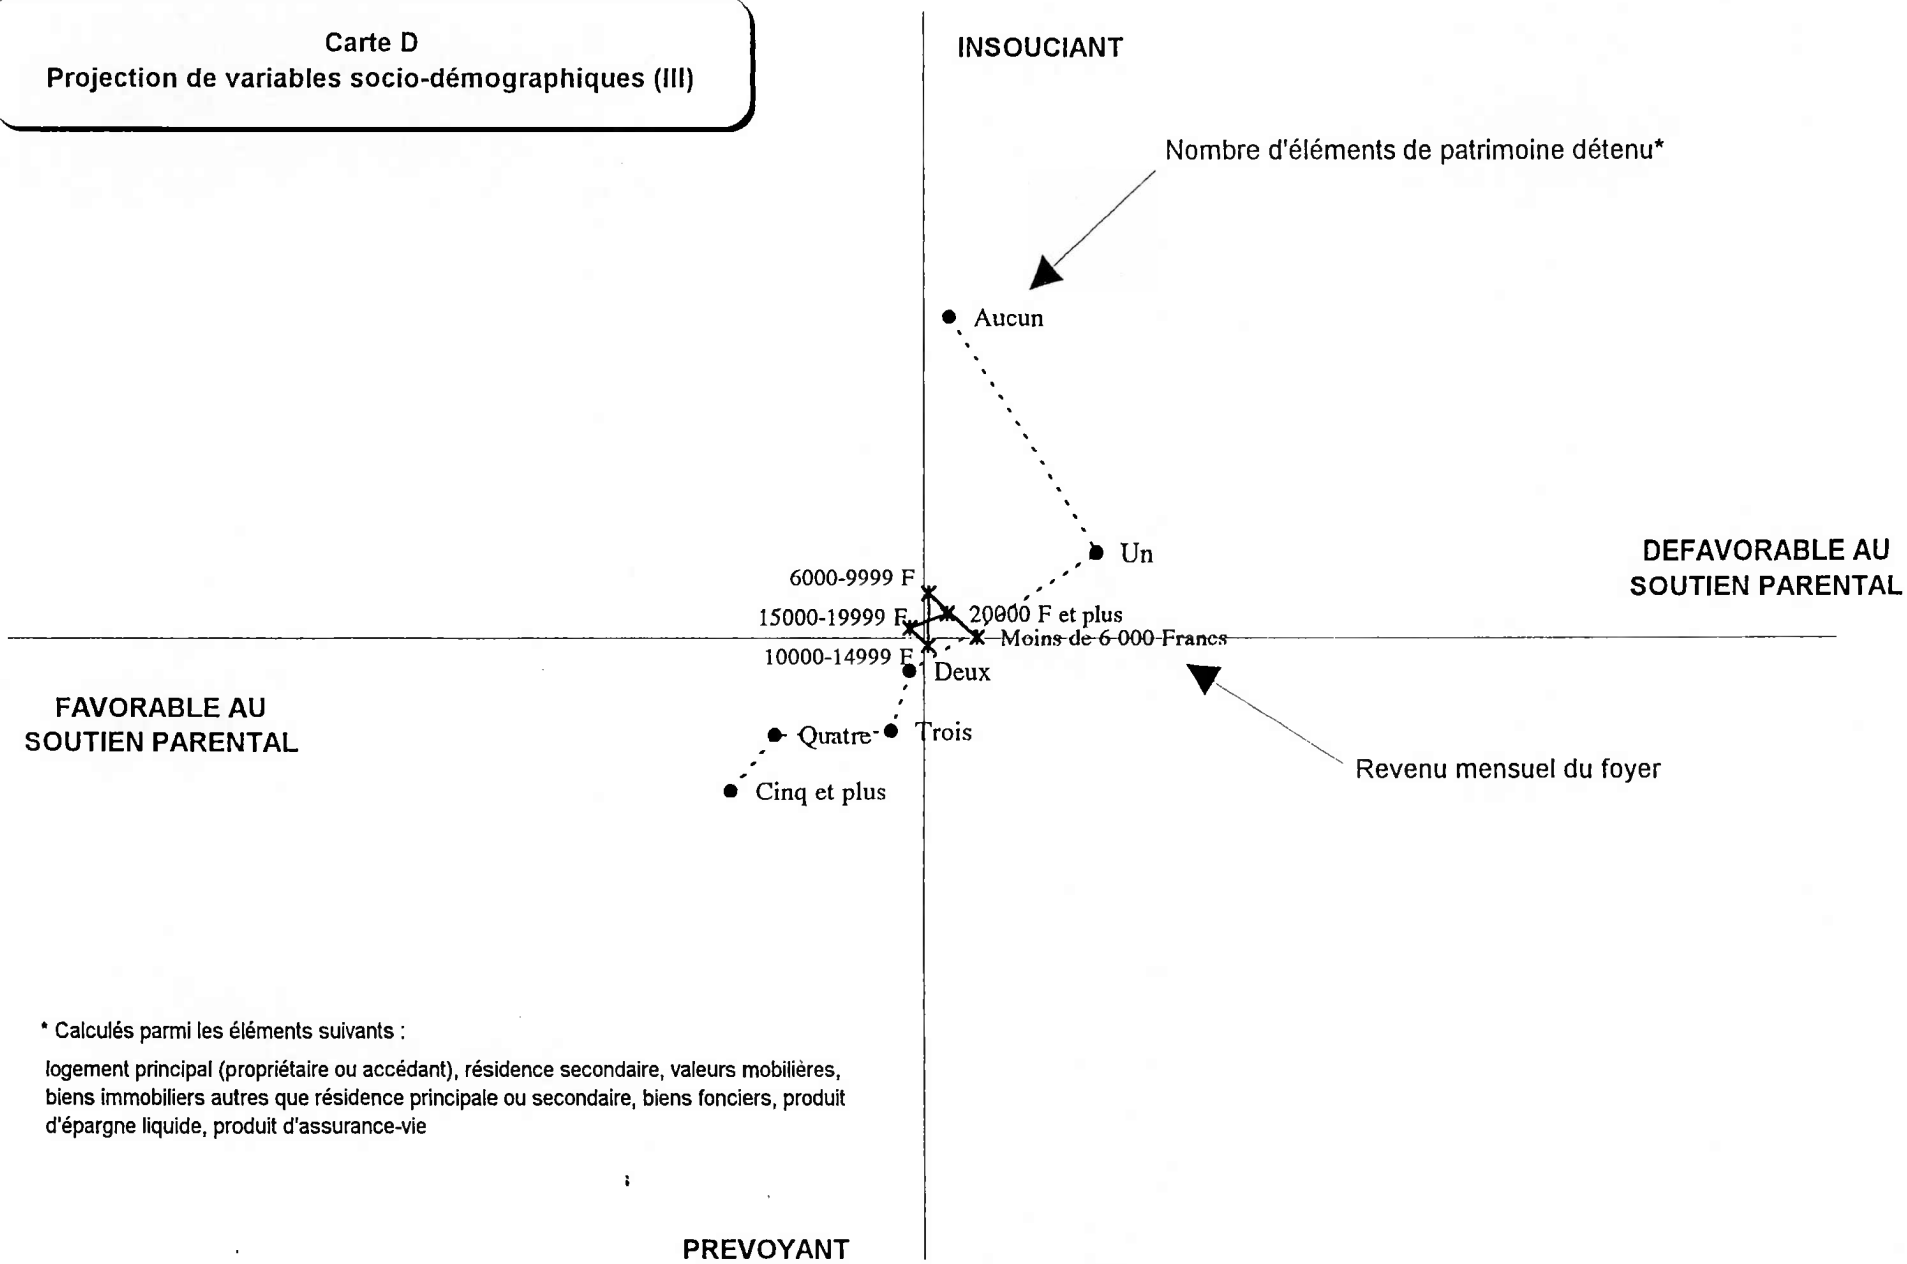 Carte D
Projection de variables socio-démographiques (III)
INSOUCIANT
Nombre d'éléments de patrimoine détenu*
Aucun
Un
DEFAVORABLE AU
SOUTIEN PARENTAL
6000-9999 F
15000-19999 F
20000 F et plus
Moins de 6 000 Francs
10000-14999 F
Deux
FAVORABLE AU
SOUTIEN PARENTAL
Quatre
Trois
Cinq et plus
Revenu mensuel du foyer
* Calculés parmi les éléments suivants :
logement principal (propriétaire ou accédant), résidence secondaire, valeurs mobilières,
biens immobiliers autres que résidence principale ou secondaire, biens fonciers, produit
d'épargne liquide, produit d'assurance-vie
PREVOYANT